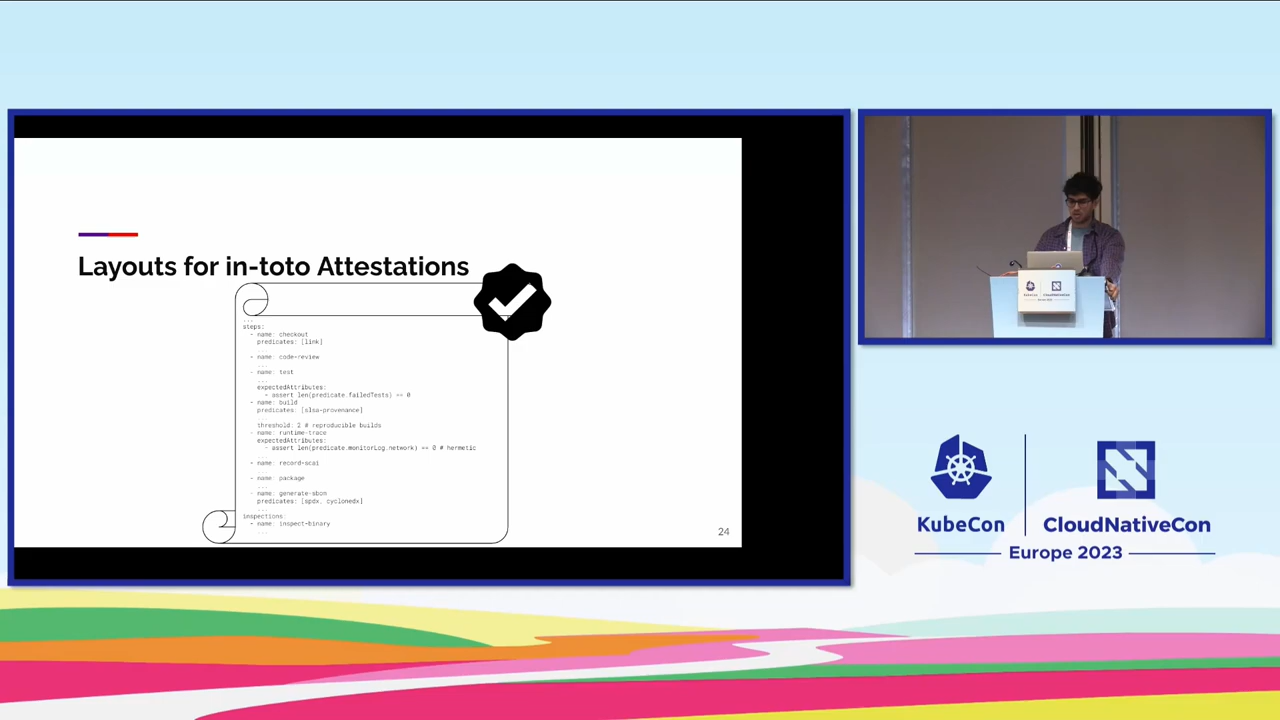 Layouts for in-toto Attestations
...
steps:
- name: checkout
predicates: [link]
...
- name: code-review
...
- name: test
...
expectedAttributes:
- assert len(predicate.failedTests) == 0
- name: build
predicates: [slsa-provenance]
...
threshold: 2 # reproducible builds
- name: runtime-trace
expectedAttributes:
- assert len(predicate.monitorLog.network) == 0 # hermetic
...
- name: record-scai
...
- name: package
...
- name: generate-sbom
predicates: [spdx, cyclonedx]
...
inspections:
- name: inspect-binary
...
24
KubeCon
CloudNativeCon
Europe 2023